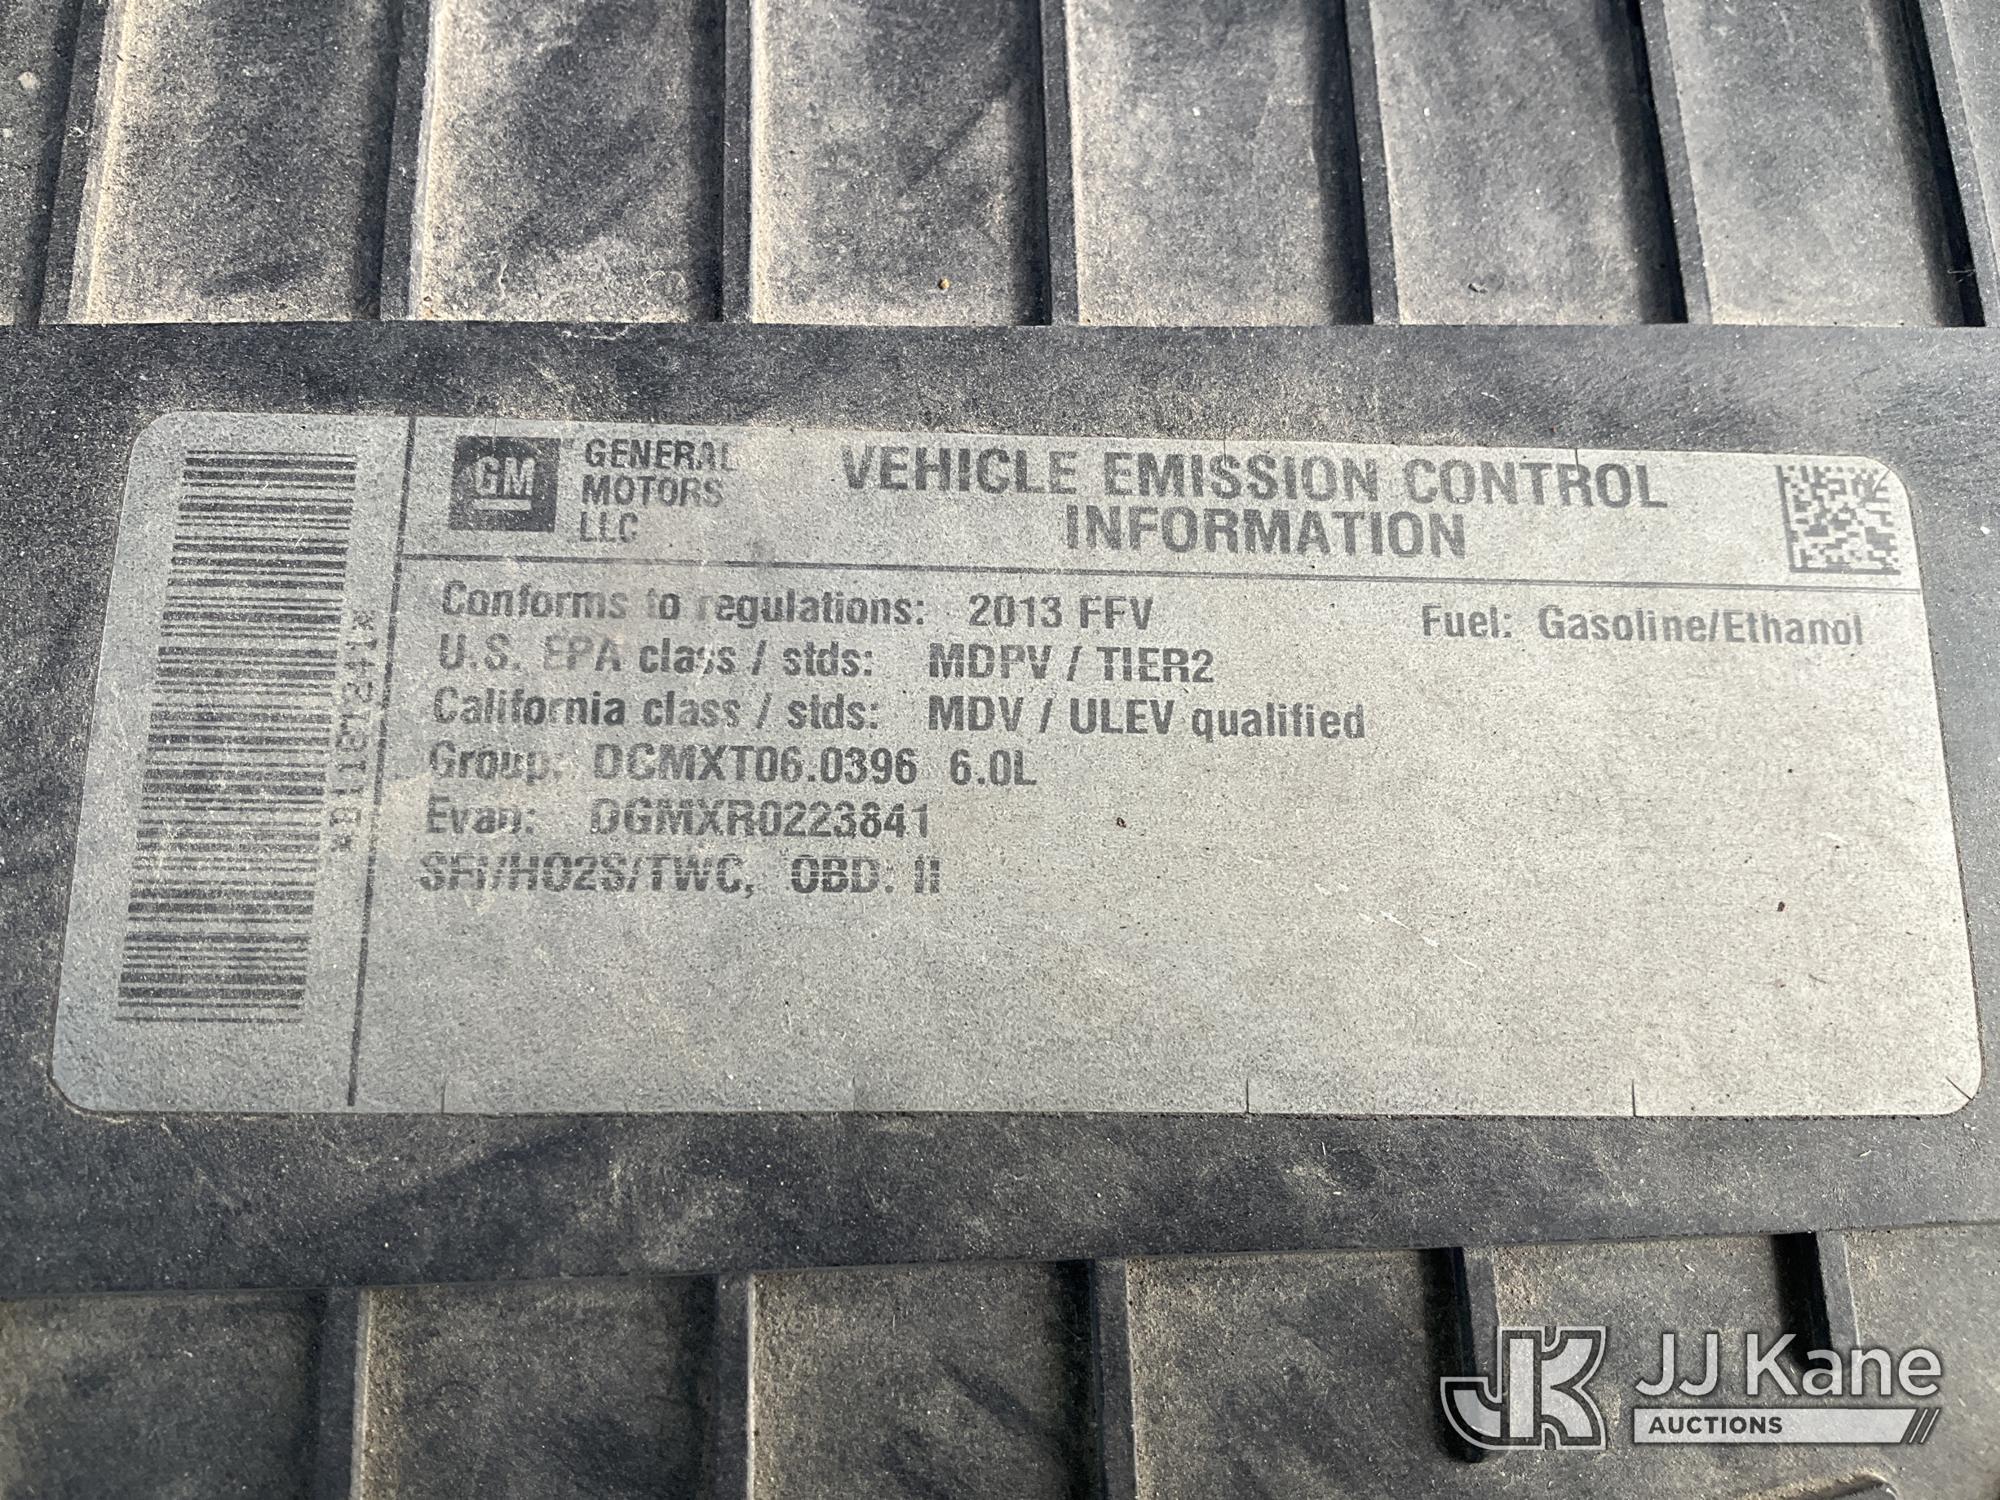 GM GENERAL MOTORS LLC
VEHICLE EMISSION CONTROL
INFORMATION
Conforms to regulations: 2013 FFV
Fuel: Gasoline/Ethanol
U.S. EPA class / stds: MDPV / TIER2
California class / stds: MDV / ULEV qualified
Group: DGMXT06.0396 6.0L
Evap: DGMXR0223841
SFI/HO2S/TWC, OBD: II
JK JJ Kane
AUCTIONS